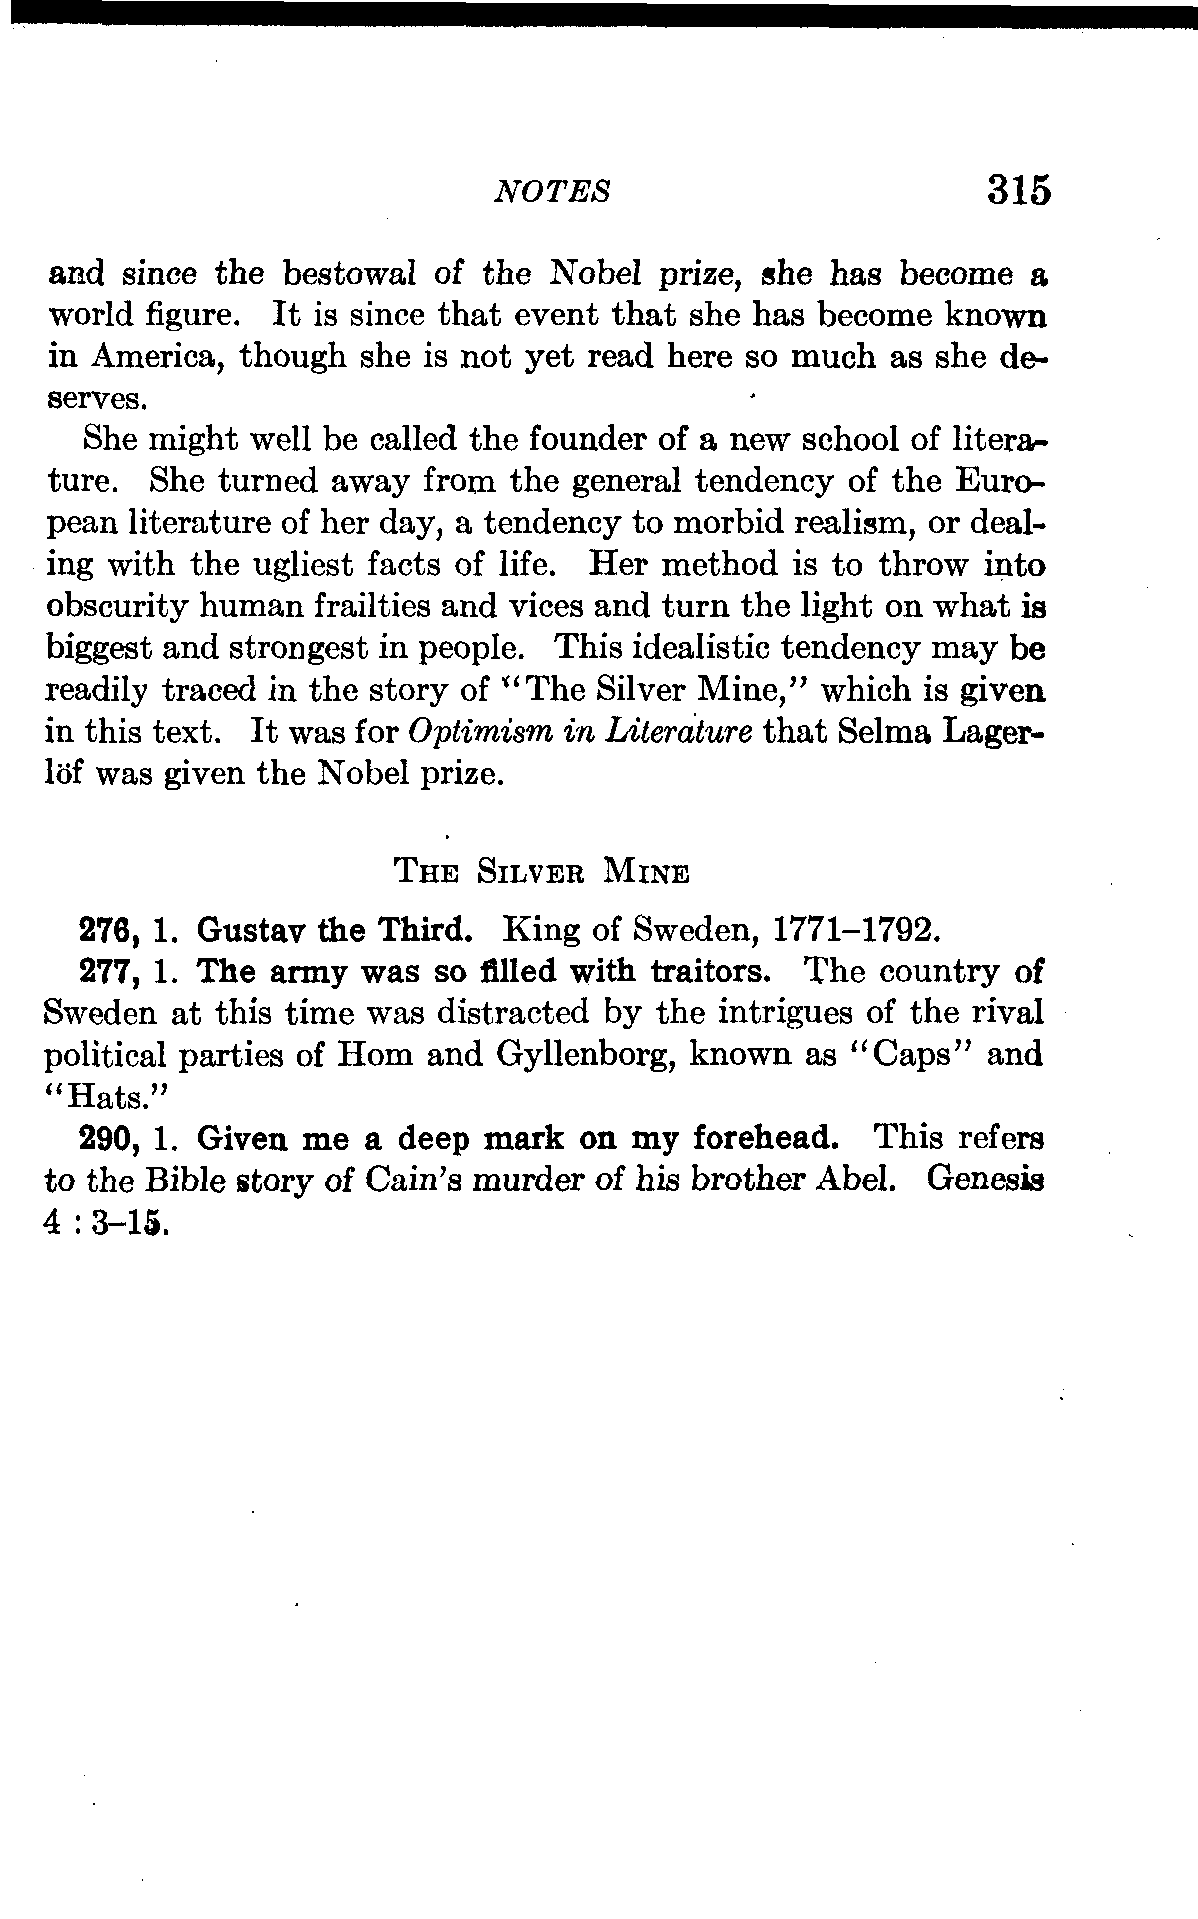 NOTES 315
and since the bestowal of the Nobel prize, she has become a
world figure. It is since that event that she has become known
in America, though she is not yet read here so much as she de-
serves.
She might well be called the founder of a new school of litera-
ture. She turned away from the general tendency of the Euro-
pean literature of her day, a tendency to morbid realism, or deal-
ing with the ugliest facts of life. Her method is to throw into
obscurity human frailties and vices and turn the light on what is
biggest and strongest in people. This idealistic tendency may be
readily traced in the story of "The Silver Mine," which is given
in this text. It was for Optimism in Literature that Selma Lager-
löf was given the Nobel prize.
THE SILVER MINE
276, 1. Gustav the Third. King of Sweden, 1771–1792.
277, 1. The army was so filled with traitors. The country of
Sweden at this time was distracted by the intrigues of the rival
political parties of Hom and Gyllenborg, known as "Caps" and
"Hats."
290, 1. Given me a deep mark on my forehead. This refers
to the Bible story of Cain's murder of his brother Abel. Genesis
4 : 3–15.